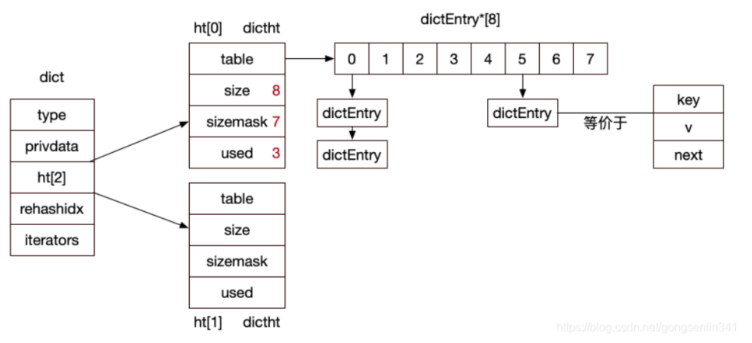 dict
type
privdata
ht[2]
rehashidx
iterators
ht[0] dictht
table
size 8
sizemask 7
used 3
table
size
sizemask
used
ht[1] dictht
dictEntry*[8]
0 1 2 3 4 5 6 7
dictEntry
dictEntry
dictEntry
等价于
key
v
next
https://blog.csdn.net/gongsenlin341